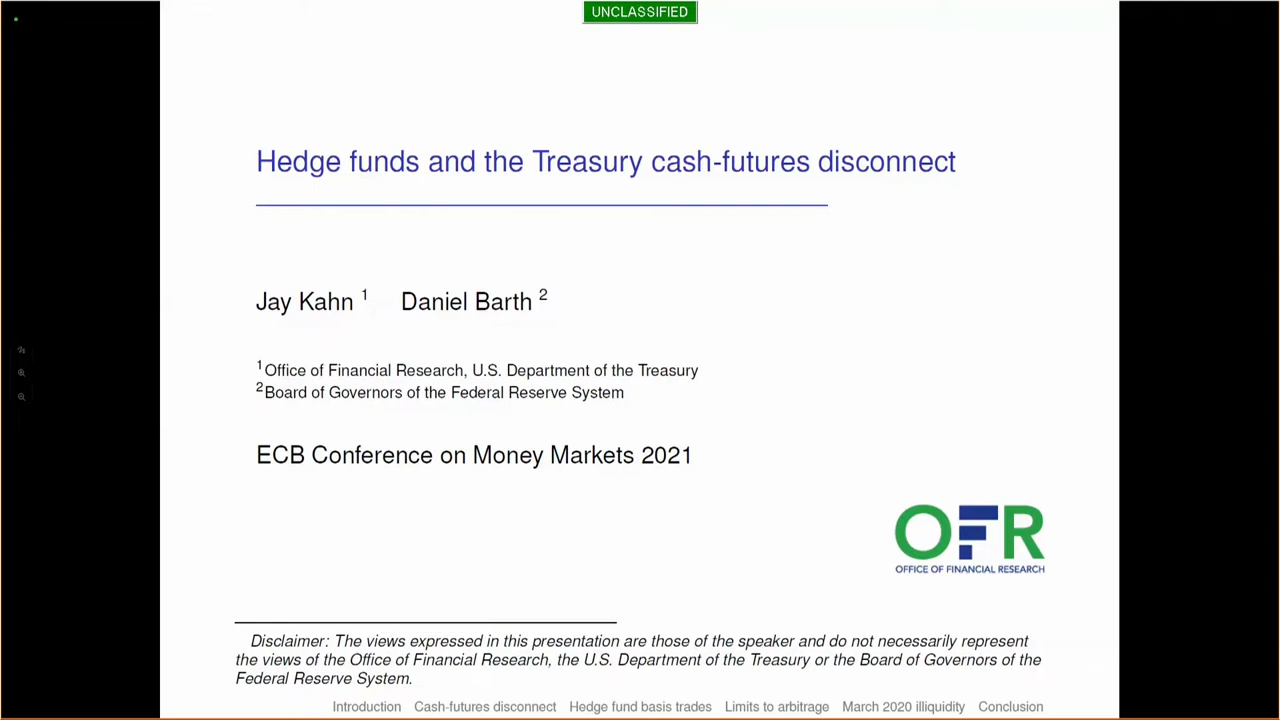 UNCLASSIFIED
Hedge funds and the Treasury cash-futures disconnect
Jay Kahn 1 Daniel Barth 2
1 Office of Financial Research, U.S. Department of the Treasury
2 Board of Governors of the Federal Reserve System
ECB Conference on Money Markets 2021
OFR
OFFICE OF FINANCIAL RESEARCH
Disclaimer: The views expressed in this presentation are those of the speaker and do not necessarily represent
the views of the Office of Financial Research, the U.S. Department of the Treasury or the Board of Governors of the
Federal Reserve System.
Introduction Cash-futures disconnect Hedge fund basis trades Limits to arbitrage March 2020 illiquidity Conclusion